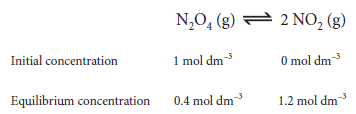 N₂O₄ (g) ⇌ 2 NO₂ (g)
Initial concentration 1 mol dm⁻³ 0 mol dm⁻³
Equilibrium concentration 0.4 mol dm⁻³ 1.2 mol dm⁻³